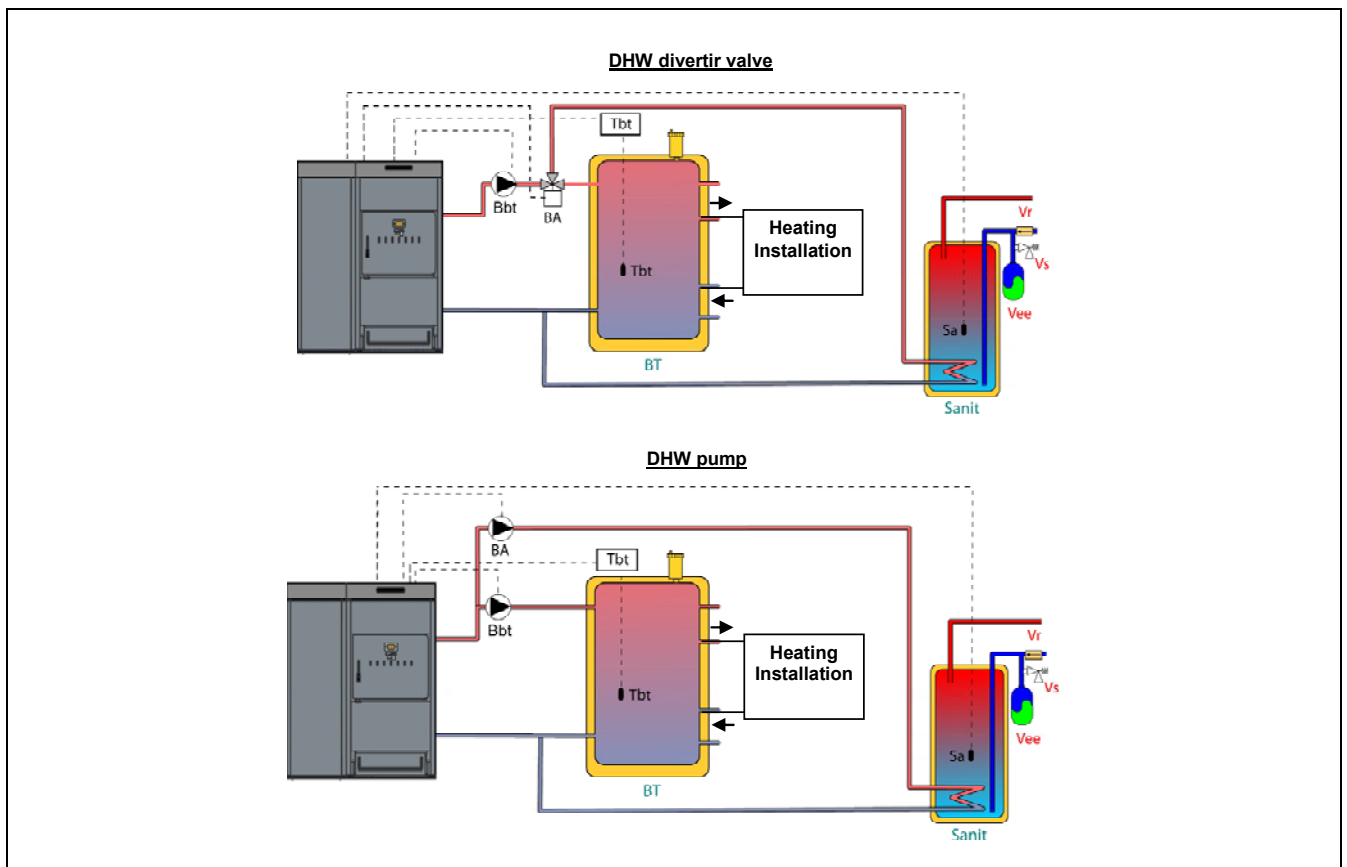 DHW divertir valve
Tbt
Bbt
BA
Tbt
Heating
Installation
BT
Vr
Vs
Vee
Sa
Sanit
DHW pump
BA
Tbt
Bbt
Tbt
Heating
Installation
BT
Vr
Vs
Vee
Sa
Sanit